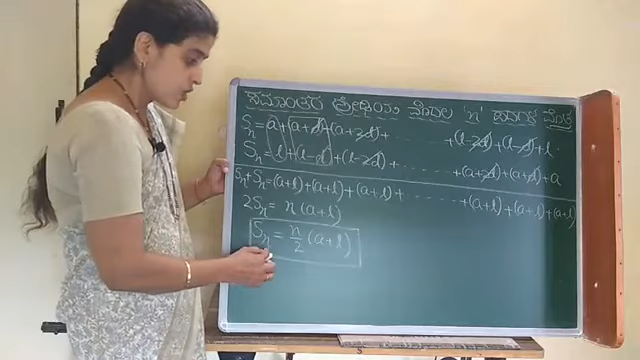 ಸಮಾಂತರ ಶ್ರೇಢಿಯ ಮೊದಲ 'n' ಪದಗಳ ಮೊತ್ತ
Sₙ = a + (a+d) + (a+2d) + ........ + (l-2d) + (l-d) + l
Sₙ = l + (l-d) + (l-2d) + ........ + (a+2d) + (a+d) + a
Sₙ+Sₙ = (a+l) + (a+l) + (a+l) + ........ + (a+l) + (a+l) + (a+l)
2Sₙ = n(a+l)
Sₙ = n/2 (a+l)